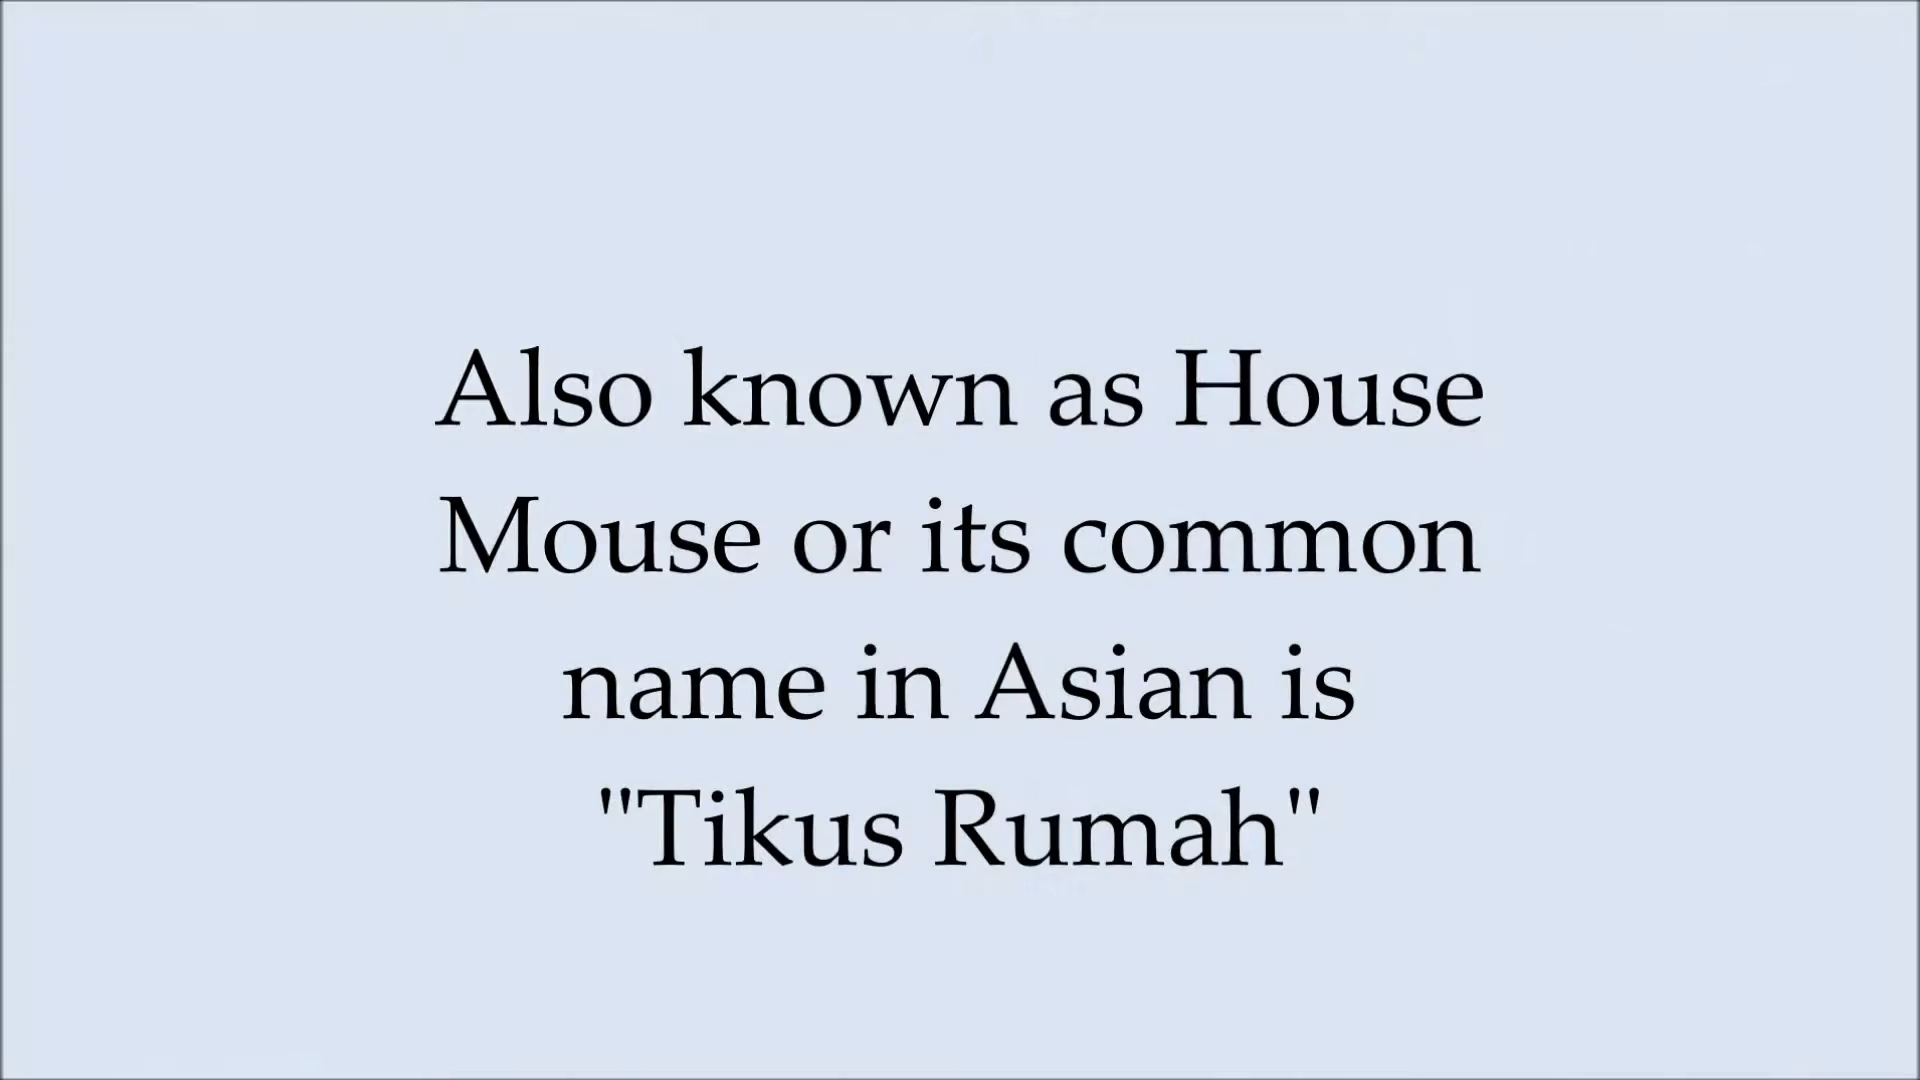 Also known as House
Mouse or its common
name in Asian is
"Tikus Rumah"